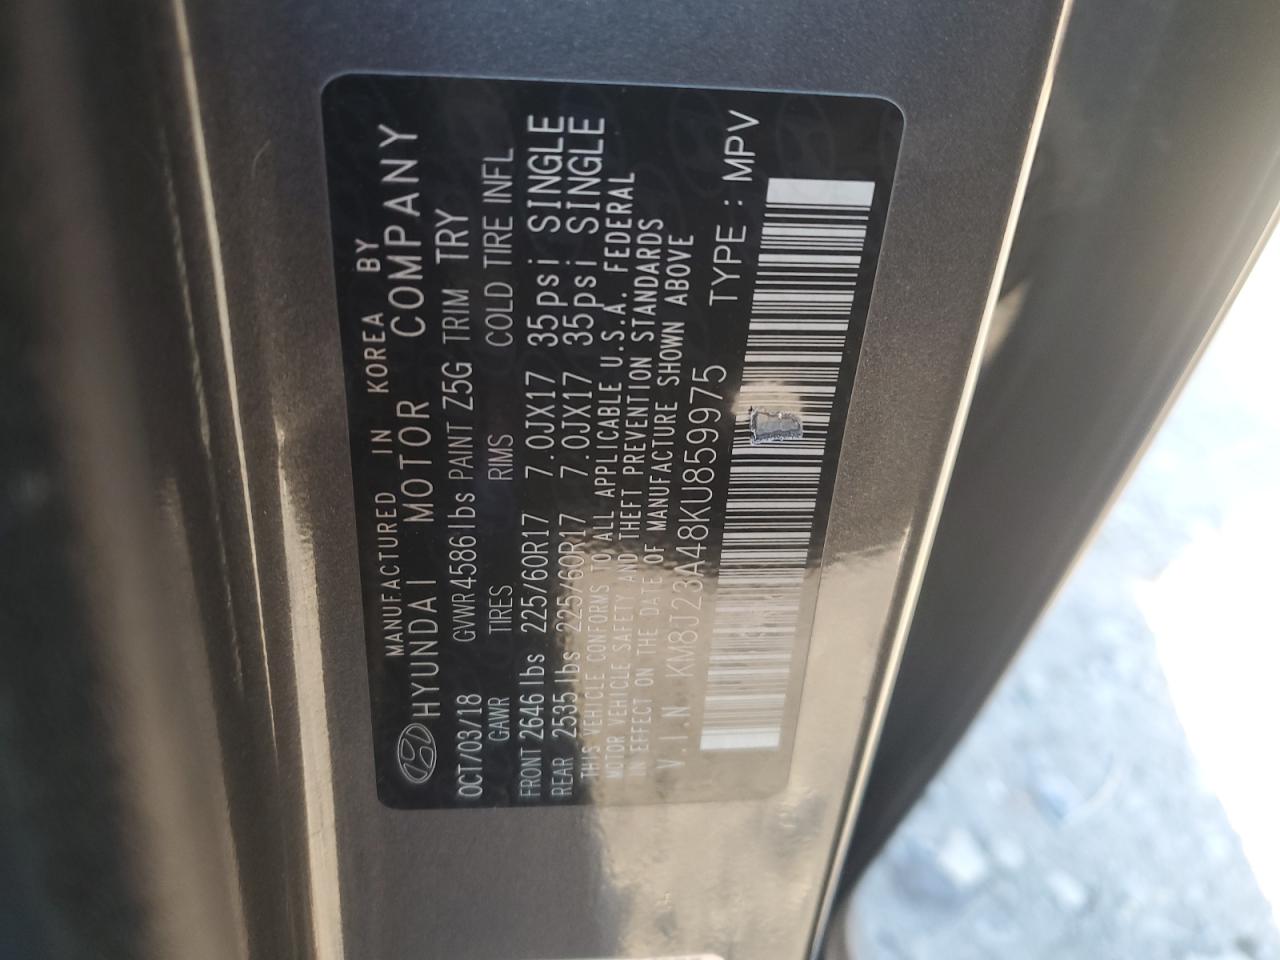 MANUFACTURED IN KOREA BY
HYUNDAI MOTOR COMPANY
OCT/03/18 GVWR4586lbs PAINT Z5G TRIM TRY
GAWR TIRES RIMS COLD TIRE INFL
FRONT 2646lbs 225/60R17 7.0JX17 35psi SINGLE
REAR 2535lbs 225/60R17 7.0JX17 35psi SINGLE
THIS VEHICLE CONFORMS TO ALL APPLICABLE U.S.A. FEDERAL
MOTOR VEHICLE SAFETY AND THEFT PREVENTION STANDARDS
IN EFFECT ON THE DATE OF MANUFACTURE SHOWN ABOVE
V.I.N. KM8J23A48KU859975 TYPE : MPV